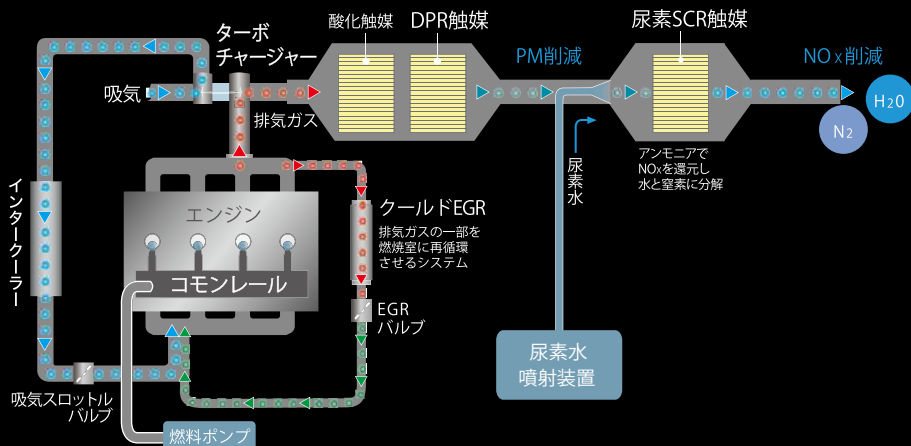 ターボ
チャージャー
酸化触媒
DPR触媒
尿素SCR触媒
PM削減
NOx削減
吸気
排気ガス
H2O
N2
尿素水
アンモニアで
NOxを還元し
水と窒素に分解
インタークーラー
エンジン
コモンレール
クールドEGR
排気ガスの一部を
燃焼室に再循環
させるシステム
EGR
バルブ
尿素水
噴射装置
吸気スロットル
バルブ
燃料ポンプ